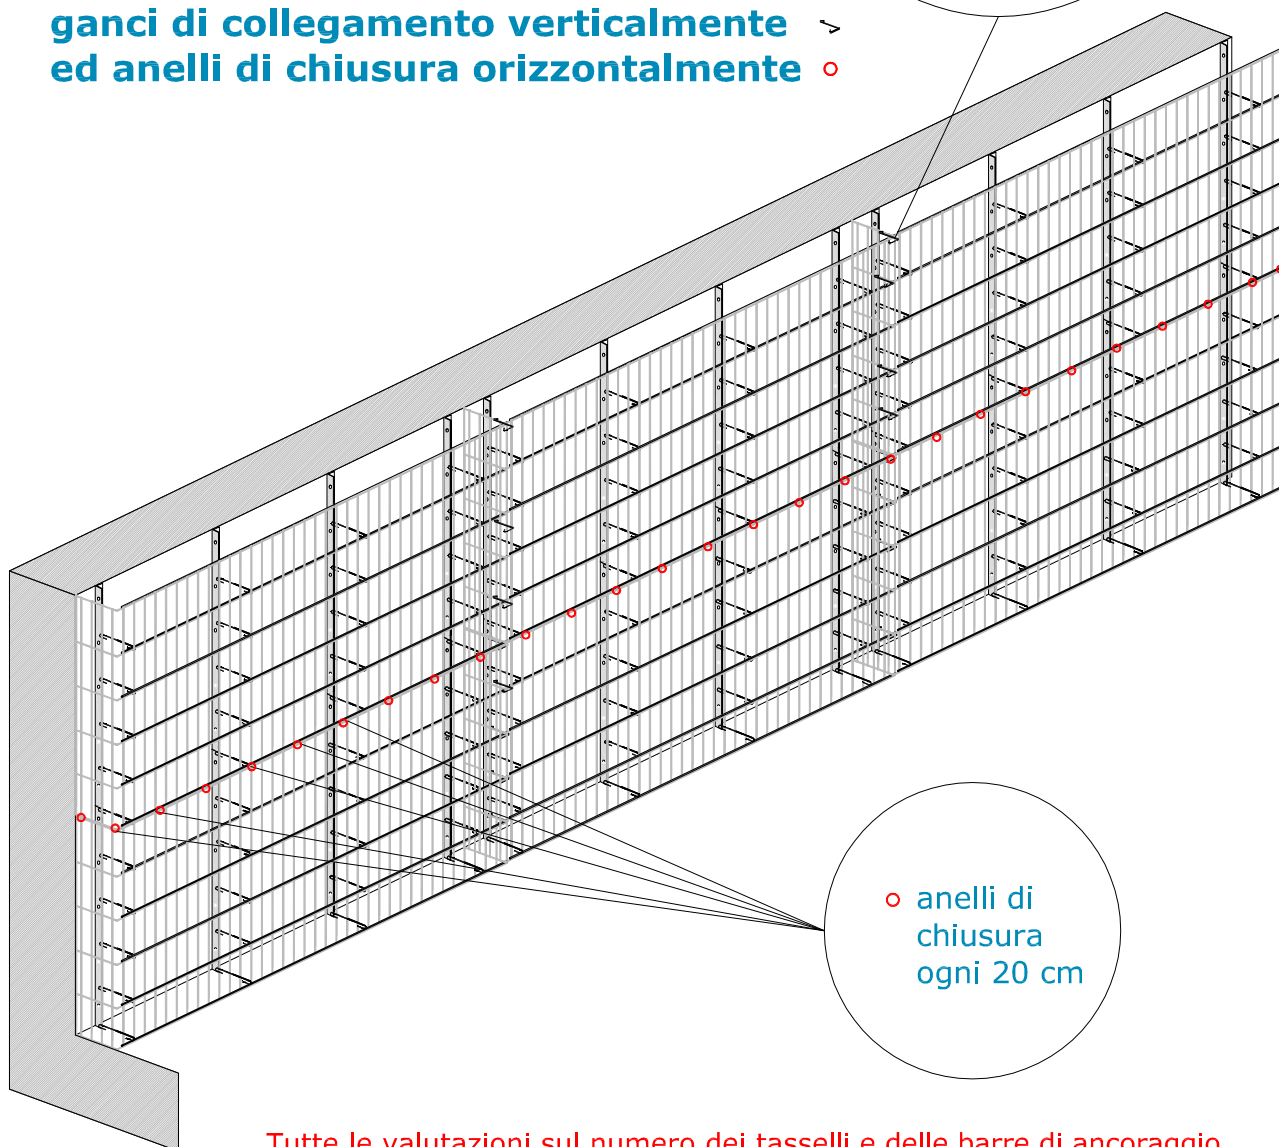 ganci di collegamento verticalmente
ed anelli di chiusura orizzontalmente
anelli di
chiusura
ogni 20 cm
Tutte le valutazioni sul numero dei tasselli e delle barre di ancoraggio